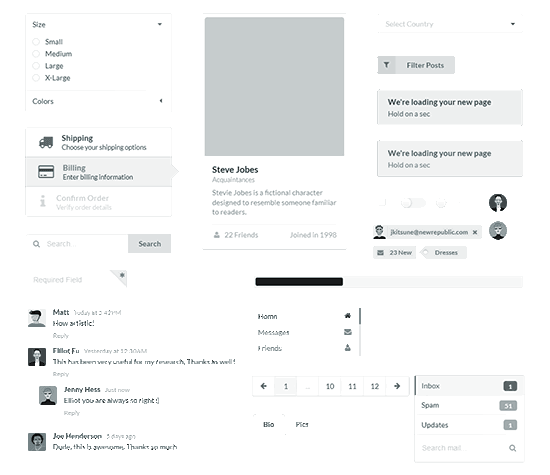 Size
Small
Medium
Large
X-Large
Colors
Shipping
Choose your shipping options
Billing
Enter billing information
Confirm Order
Verify order details
Search
Search
Required Field
Matt Today at 5:42PM
How artistic!
Reply
Elliot Fu Yesterday at 12:30AM
This has been very useful for my research. Thanks as well!
Reply
Jenny Hess Just now
Elliot you are always so right :)
Reply
Joe Henderson 5 days ago
Dude, this is awesome. Thanks so much
Stevie Jobes
Acquaintances
Stevie Jobes is a fictional character
designed to resemble someone familiar
to readers.
22 Friends
Joined in 1998
Select Country
Filter Posts
We're loading your new page
Hold on a sec
We're loading your new page
Hold on a sec
jkitsune@newrepublic.com
23 New
Dresses
Home
Messages
Friends
1 ... 10 11 12
Bio
Pics
Inbox 1
Spam 51
Updates 1
Search mail...